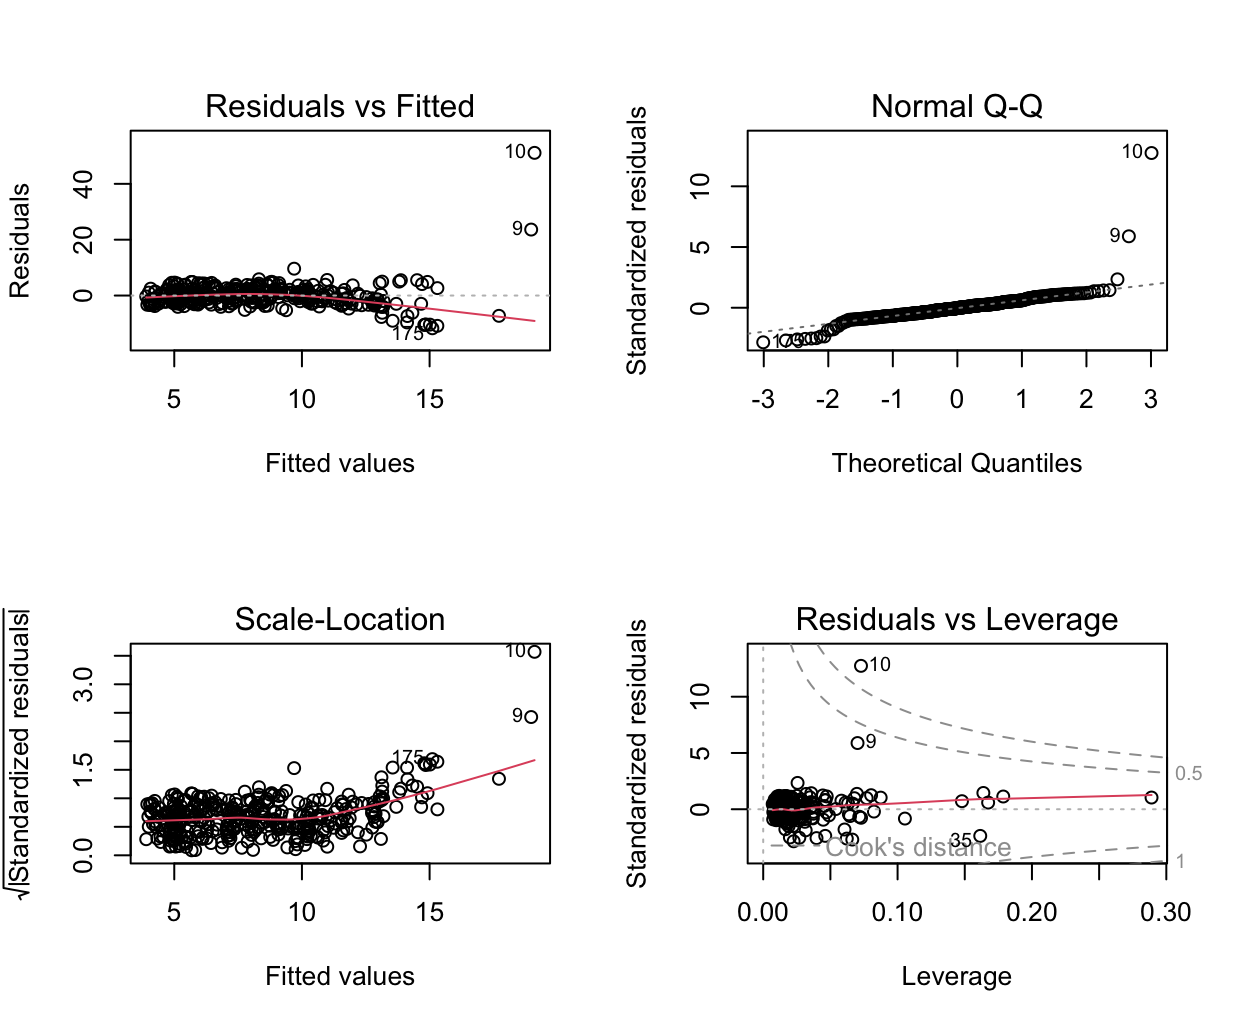 Residuals vs Fitted
Residuals
40
20
0
10
9
175
5 10 15
Fitted values
Normal Q-Q
Standardized residuals
10
5
0
10
9
175
-3 -2 -1 0 1 2 3
Theoretical Quantiles
Scale-Location
√|Standardized residuals|
3.0
1.5
0.0
10
9
175
5 10 15
Fitted values
Residuals vs Leverage
Standardized residuals
10
5
0
10
9
35
Cook's distance
0.5
1
0.00 0.10 0.20 0.30
Leverage